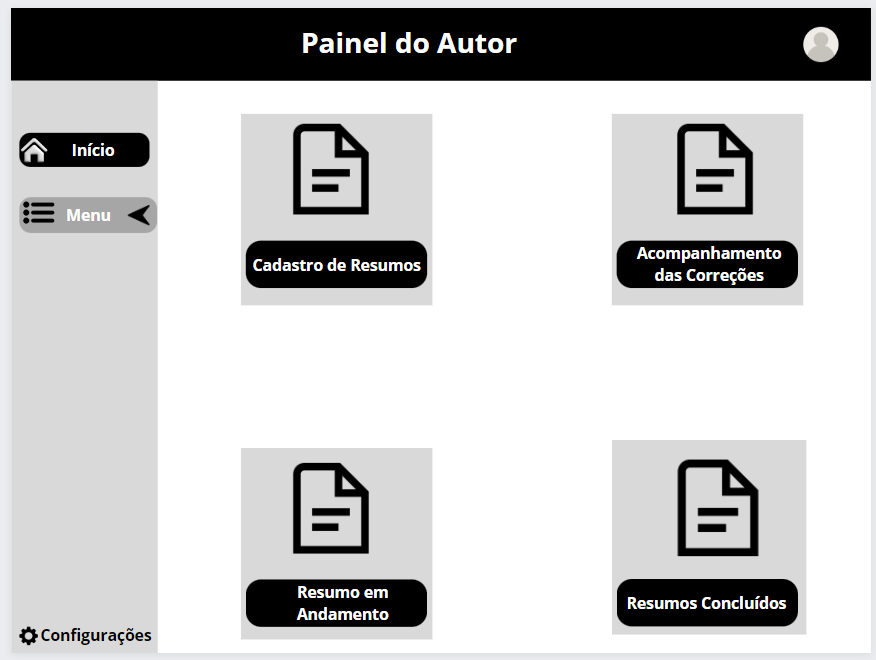 Painel do Autor
Início
Menu
Cadastro de Resumos
Acompanhamento
das Correções
Resumo em
Andamento
Resumos Concluídos
Configurações